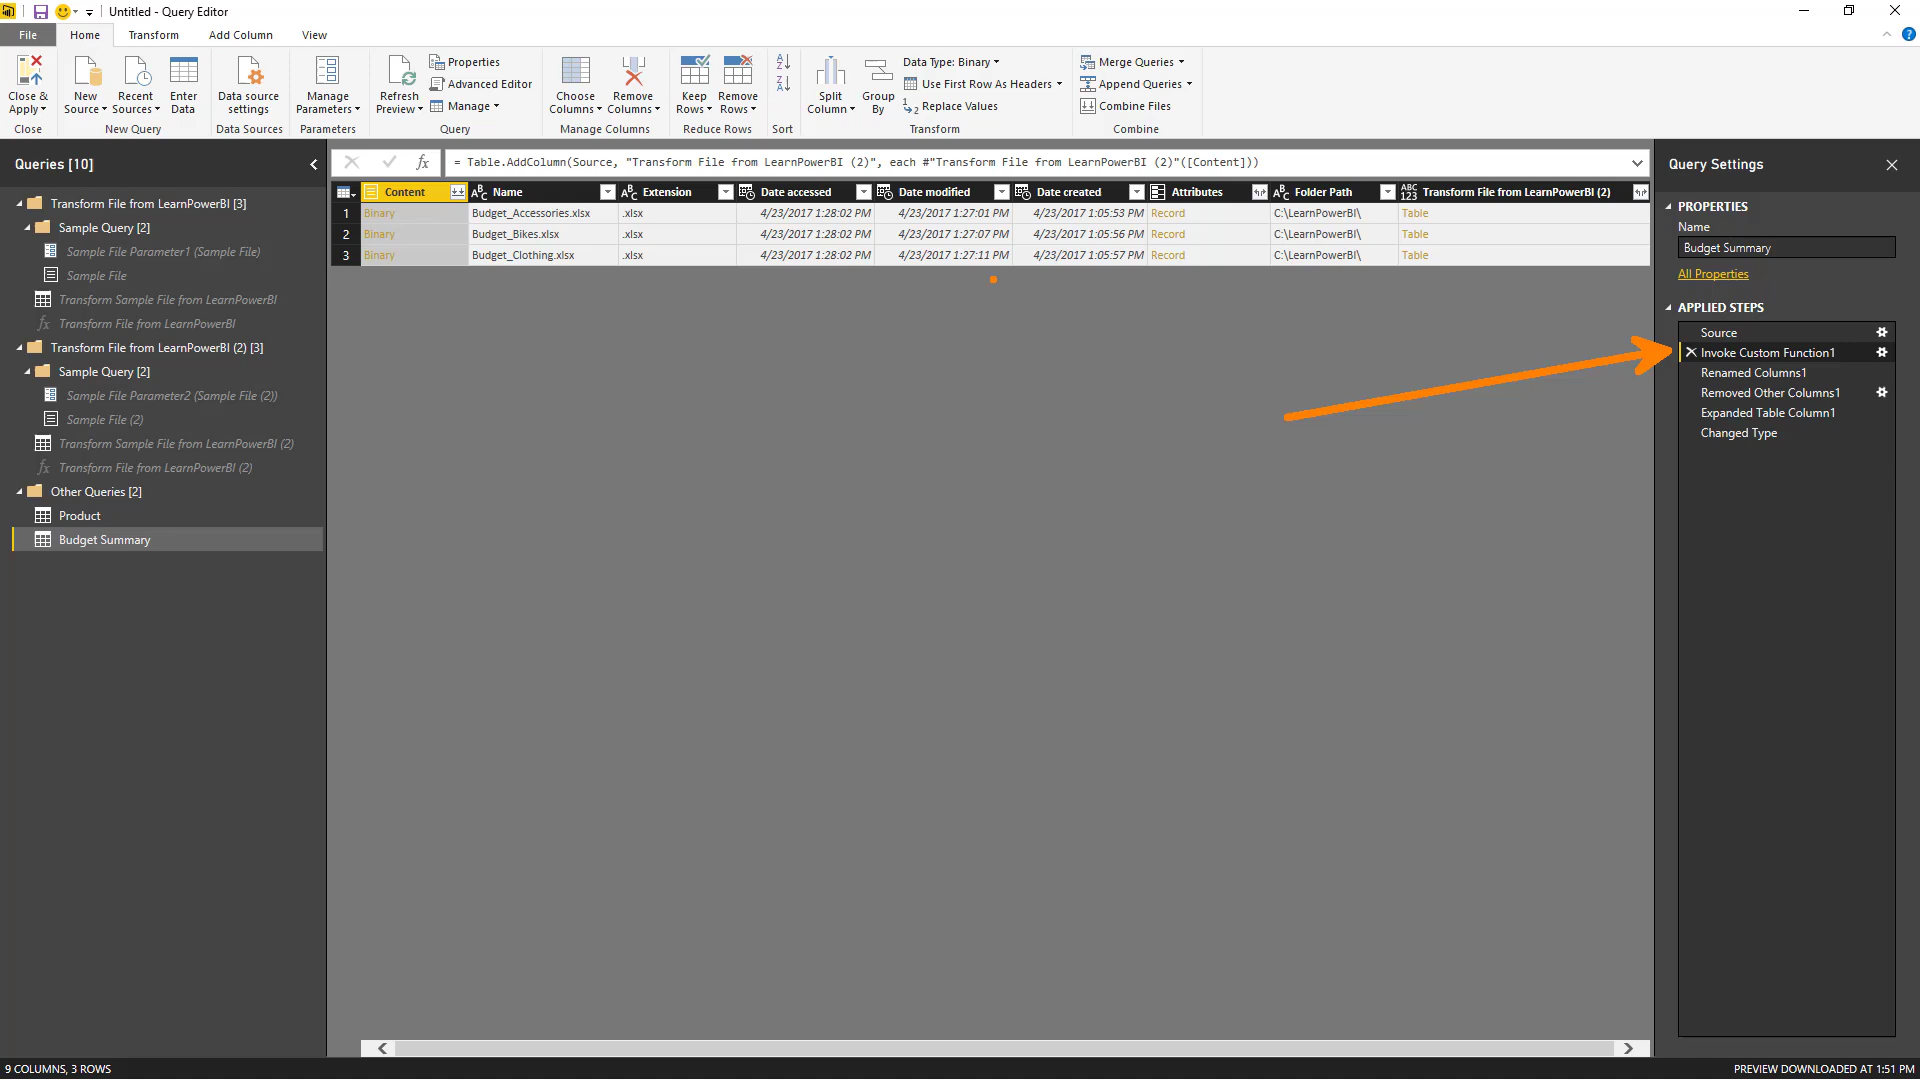 Untitled - Query Editor
File Home Transform Add Column View
Close & Apply
New Source
Recent Sources
Enter Data
Data source settings
Manage Parameters
Refresh Preview
Properties
Advanced Editor
Manage
Choose Columns
Remove Columns
Keep Rows
Remove Rows
Split Column
Group By
Data Type: Binary
Use First Row As Headers
Replace Values
Merge Queries
Append Queries
Combine Files
Close New Query Data Sources Parameters Query Manage Columns Reduce Rows Sort Transform Combine
Queries [10]
Transform File from LearnPowerBI [3]
Sample Query [2]
Sample File Parameter1 (Sample File)
Sample File
Transform Sample File from LearnPowerBI
fx Transform File from LearnPowerBI
Transform File from LearnPowerBI (2) [3]
Sample Query [2]
Sample File Parameter2 (Sample File (2))
Sample File (2)
Transform Sample File from LearnPowerBI (2)
fx Transform File from LearnPowerBI (2)
Other Queries [2]
Product
Budget Summary
fx = Table.AddColumn(Source, "Transform File from LearnPowerBI (2)", each #"Transform File from LearnPowerBI (2)"([Content]))
Content ABC Name ABC Extension Date accessed Date modified Date created Attributes ABC Folder Path ABC 123 Transform File from LearnPowerBI (2)
1 Binary Budget_Accessories.xlsx .xlsx 4/23/2017 1:28:02 PM 4/23/2017 1:27:01 PM 4/23/2017 1:05:53 PM Record C:\LearnPowerBI\ Table
2 Binary Budget_Bikes.xlsx .xlsx 4/23/2017 1:28:02 PM 4/23/2017 1:27:07 PM 4/23/2017 1:05:56 PM Record C:\LearnPowerBI\ Table
3 Binary Budget_Clothing.xlsx .xlsx 4/23/2017 1:28:02 PM 4/23/2017 1:27:11 PM 4/23/2017 1:05:57 PM Record C:\LearnPowerBI\ Table
Query Settings
PROPERTIES
Name
Budget Summary
All Properties
APPLIED STEPS
Source
Invoke Custom Function1
Renamed Columns1
Removed Other Columns1
Expanded Table Column1
Changed Type
9 COLUMNS, 3 ROWS
PREVIEW DOWNLOADED AT 1:51 PM